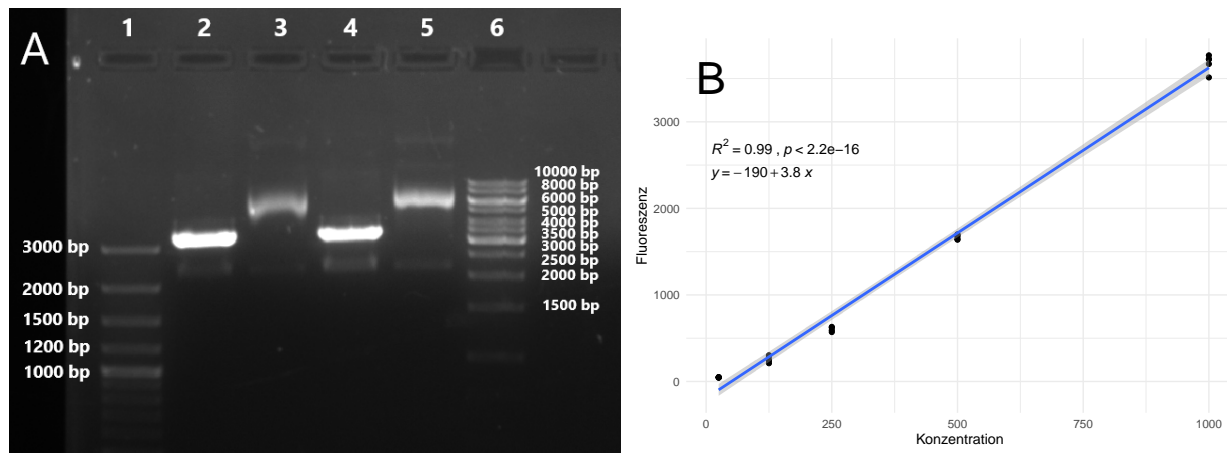 A
1 2 3 4 5 6
10000 bp
8000 bp
6000 bp
5000 bp
4000 bp
3500 bp
3000 bp
2500 bp
2000 bp
1500 bp
3000 bp
2000 bp
1500 bp
1200 bp
1000 bp
B
R² = 0.99 , p < 2.2e−16
y = −190 + 3.8 x
Fluoreszenz
3000
2000
1000
0
0 250 500 750 1000
Konzentration